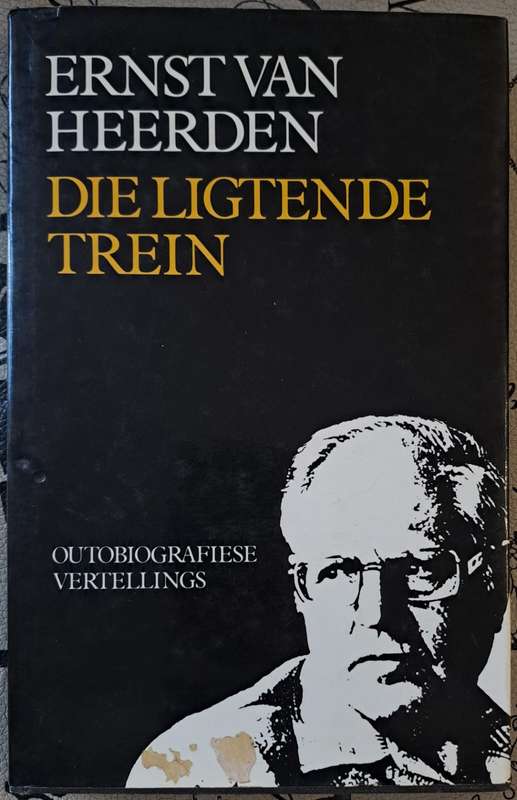 ERNST VAN
HEERDEN
DIE LIGTENDE
TREIN
OUTOBIOGRAFIESE
VERTELLINGS